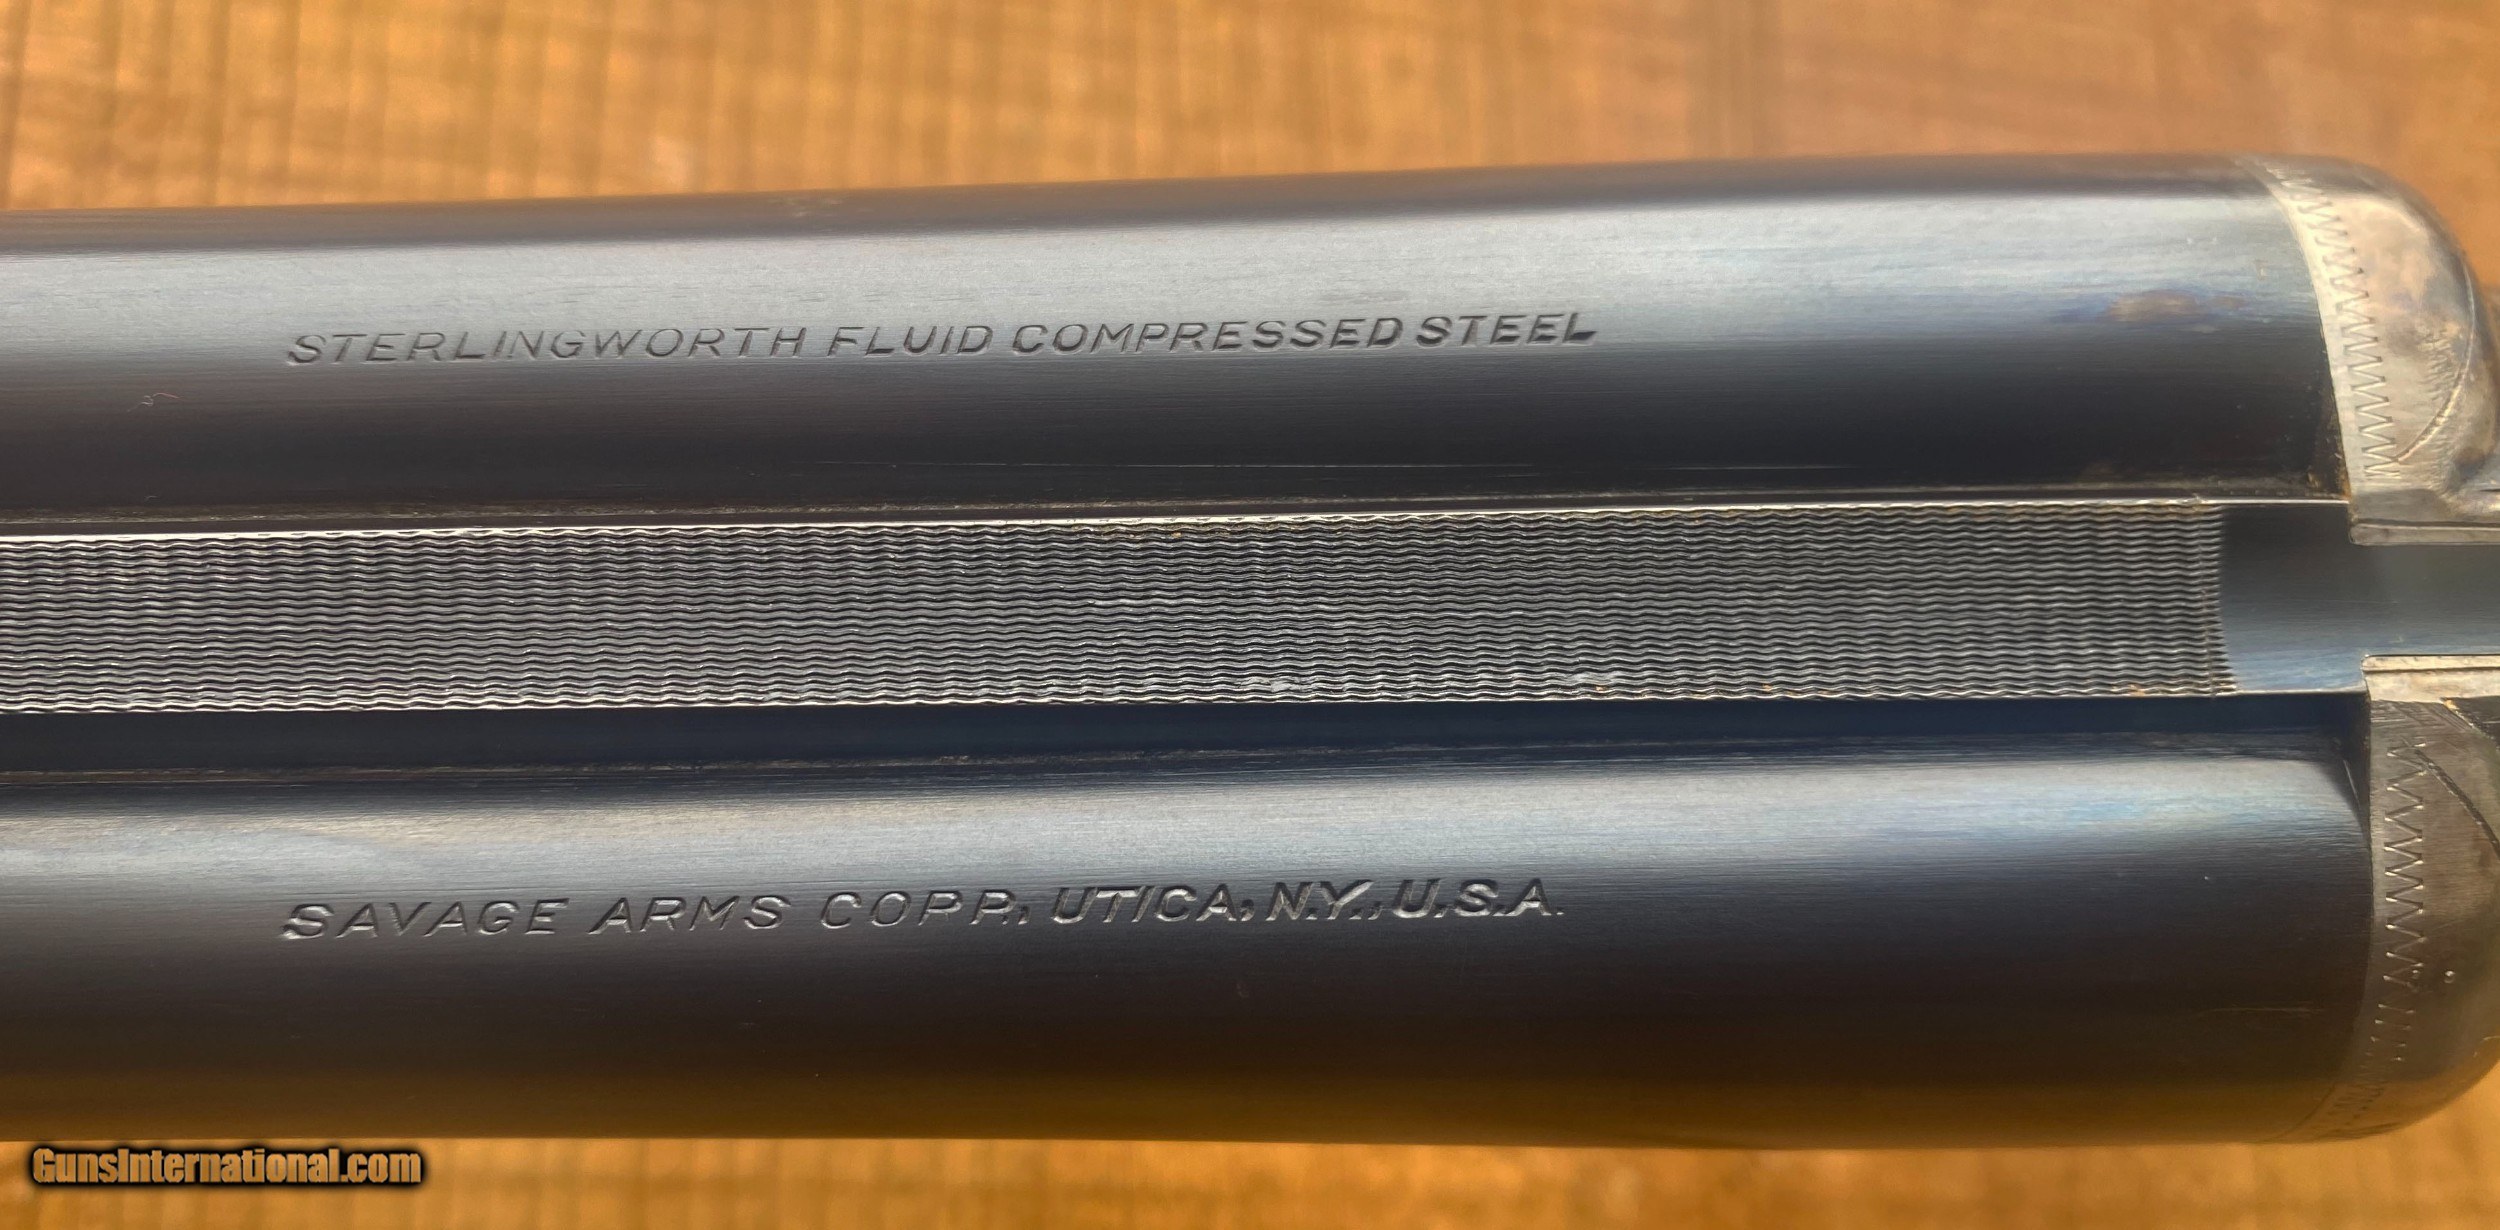 STERLINGWORTH FLUID COMPRESSED STEEL
SAVAGE ARMS CORP., UTICA, N.Y., U.S.A.
GunsInternational.com